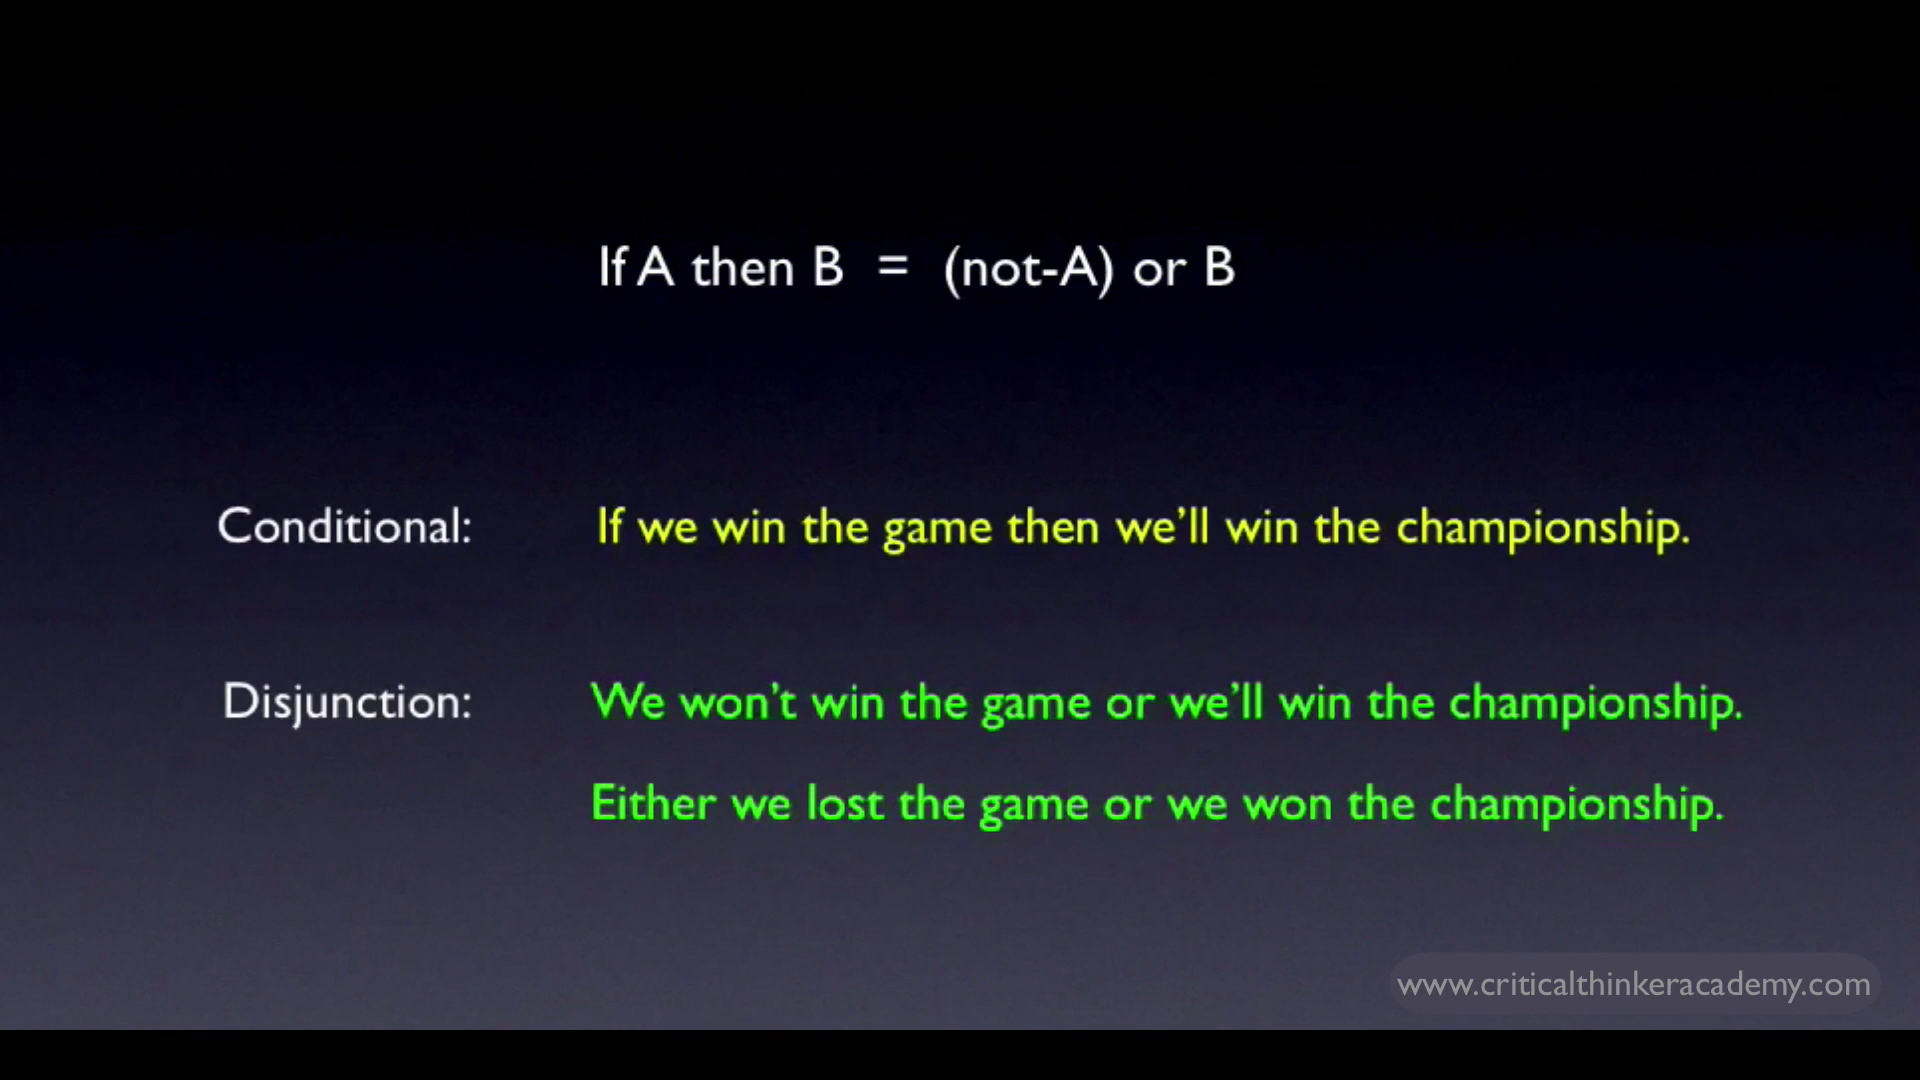 If A then B = (not-A) or B
Conditional: If we win the game then we’ll win the championship.
Disjunction: We won’t win the game or we’ll win the championship.
Either we lost the game or we won the championship.
www.criticalthinkeracademy.com